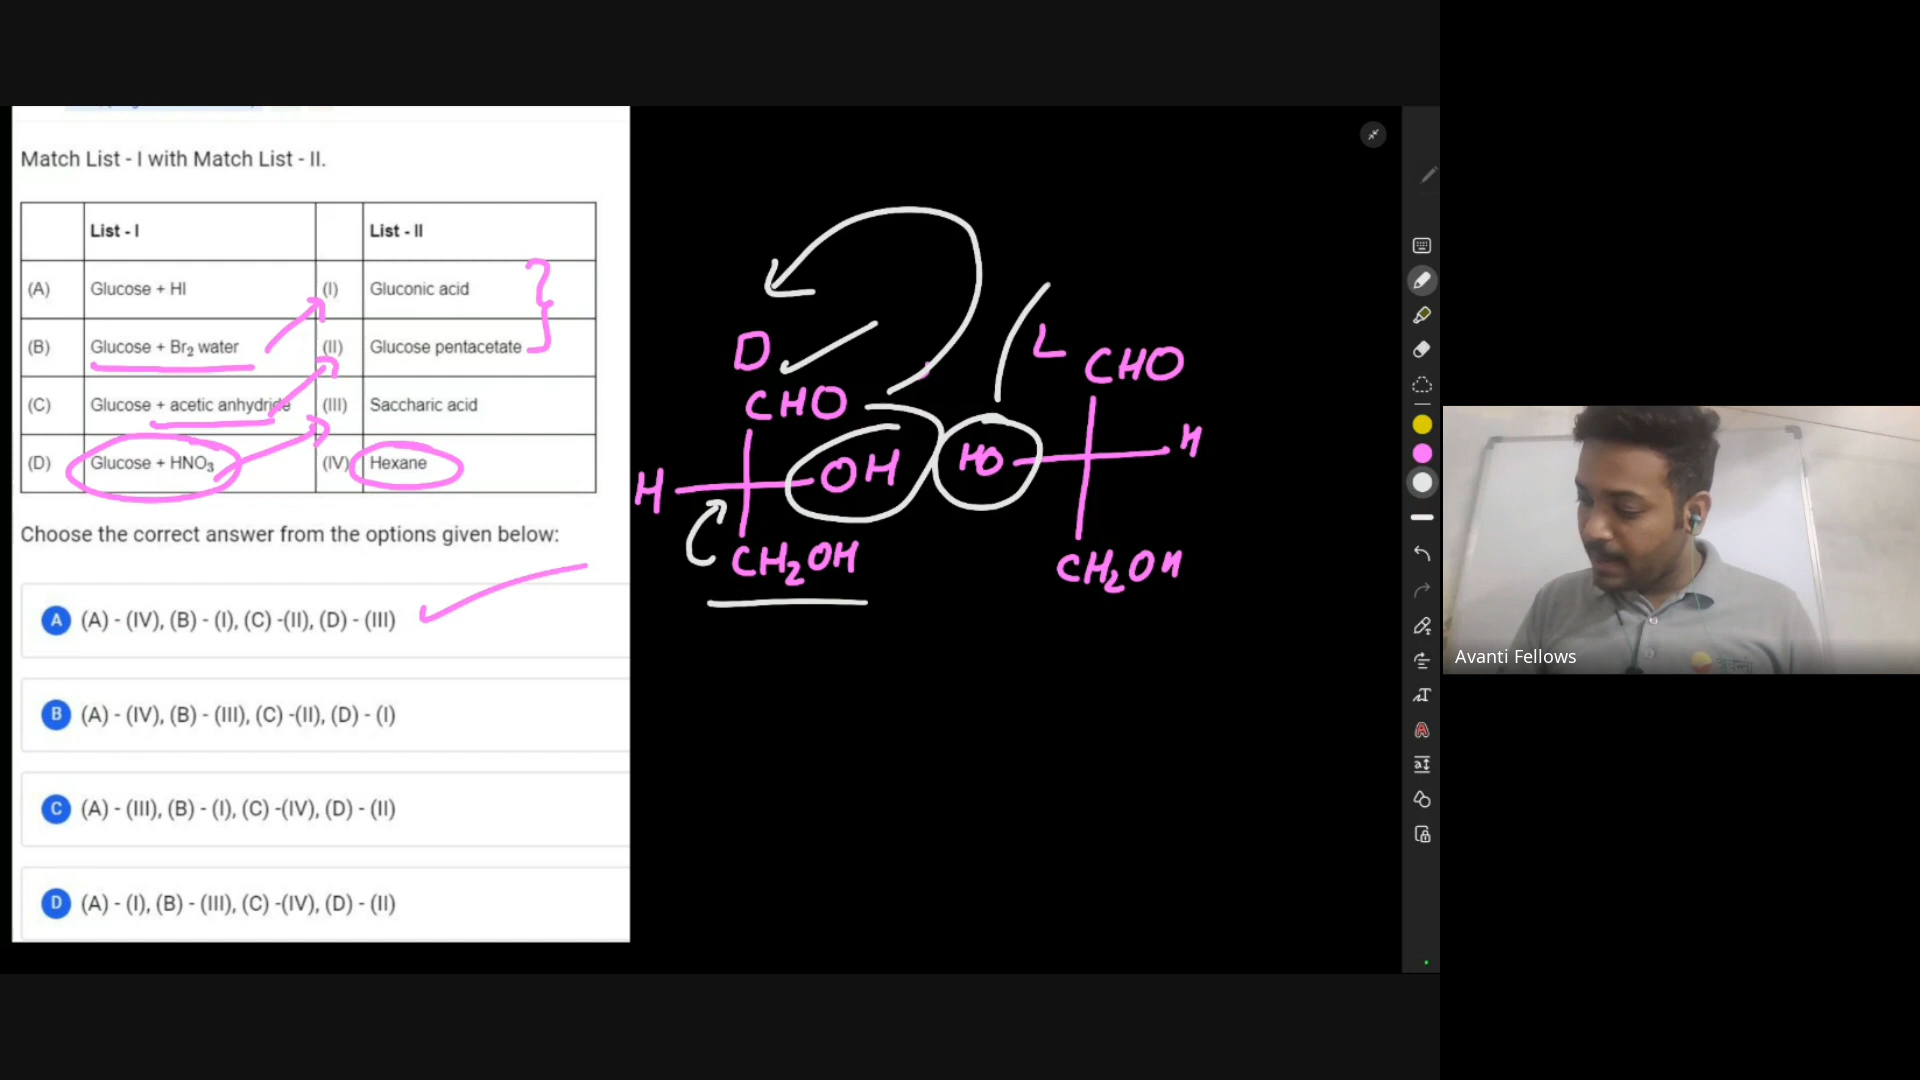 Match List - I with Match List - II.
List - I List - II
(A) Glucose + HI (I) Gluconic acid
(B) Glucose + Br2 water (II) Glucose pentacetate
(C) Glucose + acetic anhydride (III) Saccharic acid
(D) Glucose + HNO3 (IV) Hexane
Choose the correct answer from the options given below:
A (A) - (IV), (B) - (I), (C) -(II), (D) - (III)
B (A) - (IV), (B) - (III), (C) -(II), (D) - (I)
C (A) - (III), (B) - (I), (C) -(IV), (D) - (II)
D (A) - (I), (B) - (III), (C) -(IV), (D) - (II)
D
CHO
H OH
CH2OH
L
CHO
HO H
CH2OH
Avanti Fellows